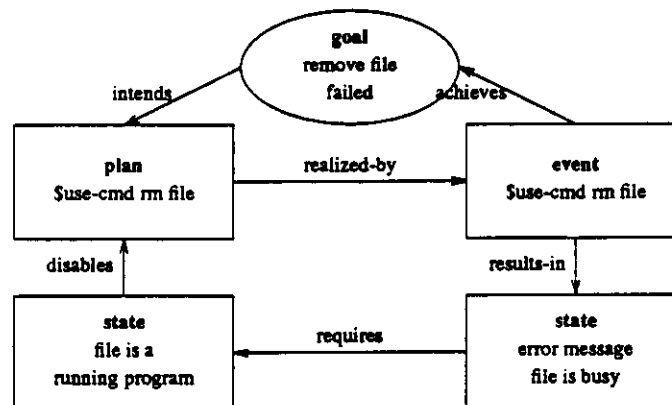 goal
remove file
failed
intends
achieves
plan
$use-cmd rm file
realized-by
event
$use-cmd rm file
disables
results-in
state
file is a
running program
requires
state
error message
file is busy